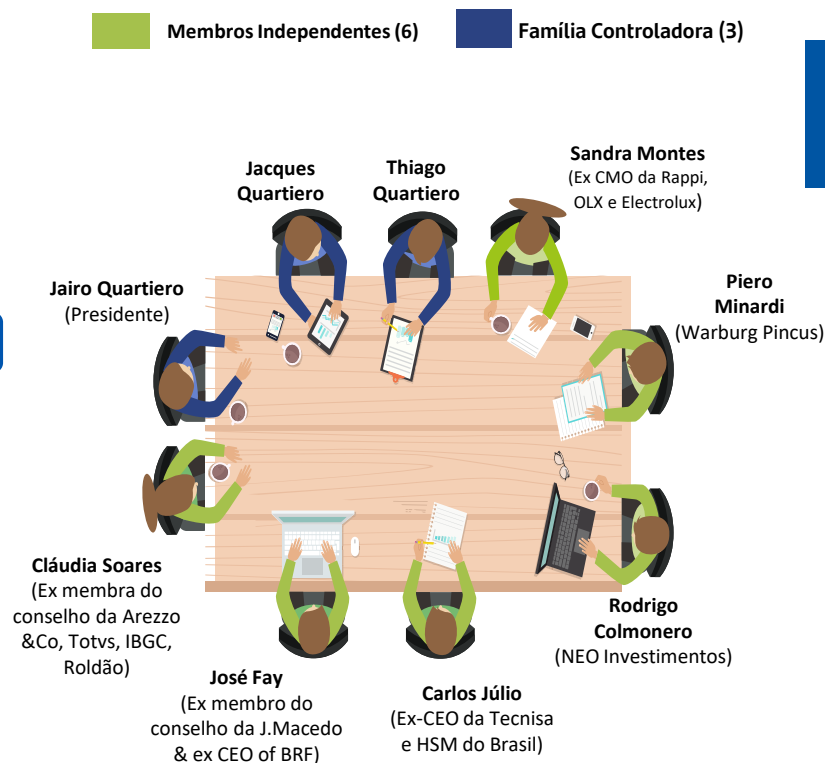 Membros Independentes (6)
Família Controladora (3)
Jacques
Quartiero
Thiago
Quartiero
Sandra Montes
(Ex CMO da Rappi,
OLX e Electrolux)
Jairo Quartiero
(Presidente)
Piero
Minardi
(Warburg Pincus)
Cláudia Soares
(Ex membra do
conselho da Arezzo
&Co, Totvs, IBGC,
Roldão)
José Fay
(Ex membro do
conselho da J.Macedo
& ex CEO of BRF)
Carlos Júlio
(Ex-CEO da Tecnisa
e HSM do Brasil)
Rodrigo
Colmonero
(NEO Investimentos)